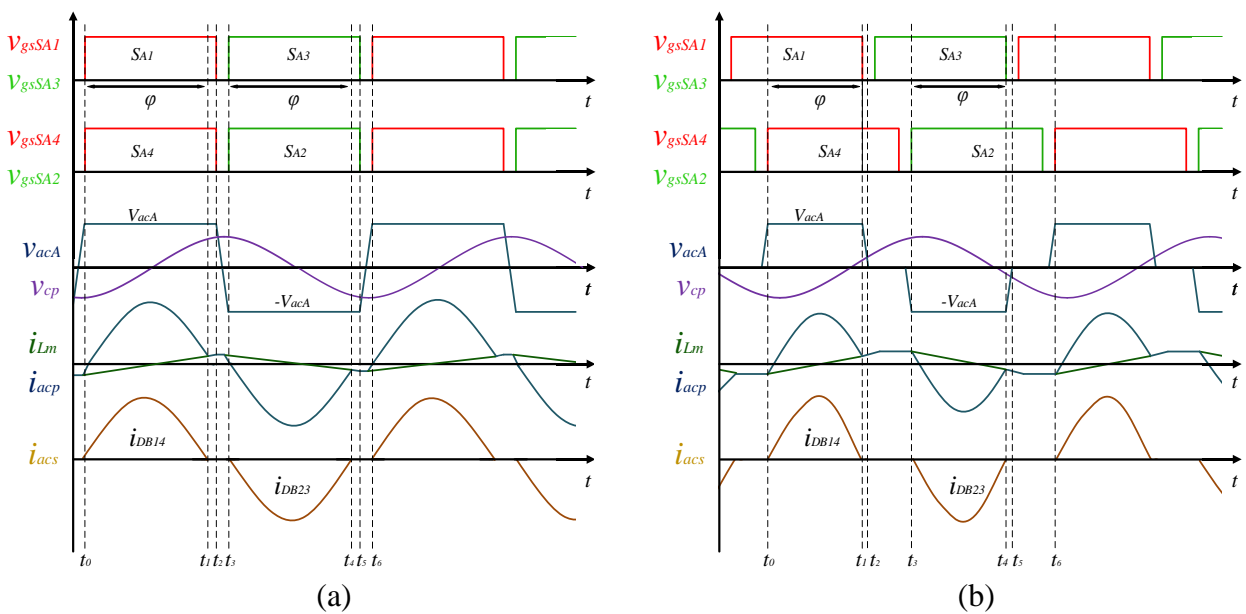 vgsSA1
SA1
SA3
vgsSA3
φ
φ
t
vgsSA4
SA4
SA2
vgsSA2
t
VacA
vacA
vcp
-VacA
t
iLm
iacp
t
iDB14
iacs
iDB23
t
t0 t1 t2 t3 t4 t5 t6
(a)
vgsSA1
SA1
SA3
vgsSA3
φ
φ
t
vgsSA4
SA4
SA2
vgsSA2
t
VacA
vacA
vcp
-VacA
t
iLm
iacp
t
iDB14
iacs
iDB23
t
t0 t1 t2 t3 t4 t5 t6
(b)